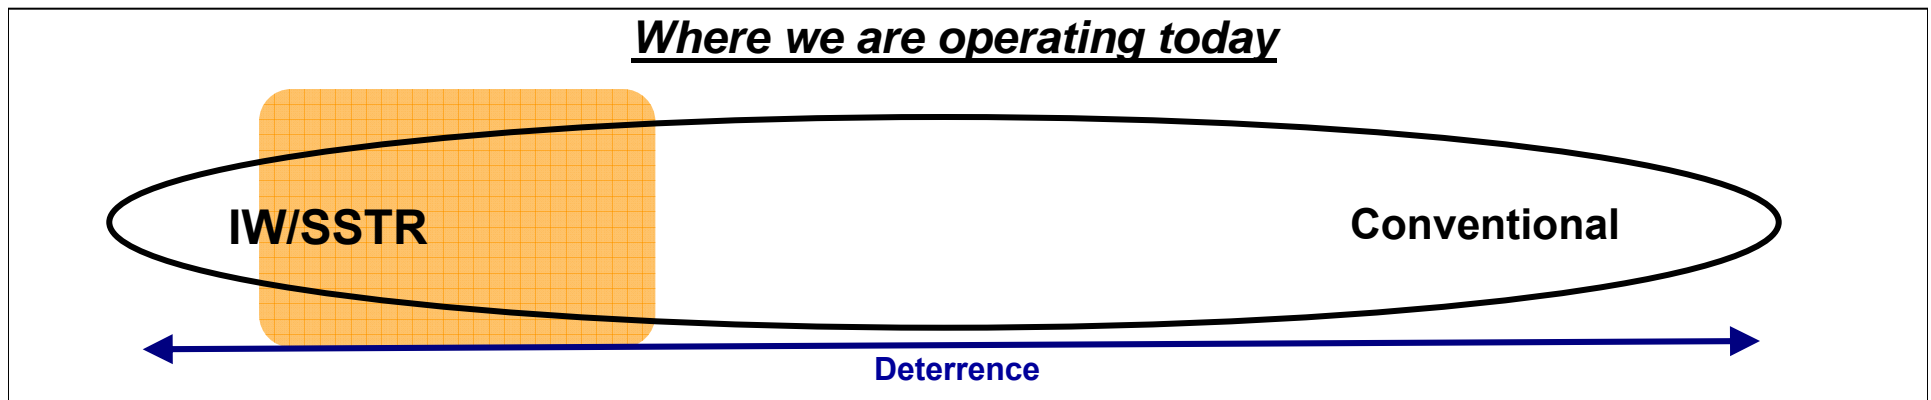 Where we are operating today
IW/SSTR
Conventional
Deterrence